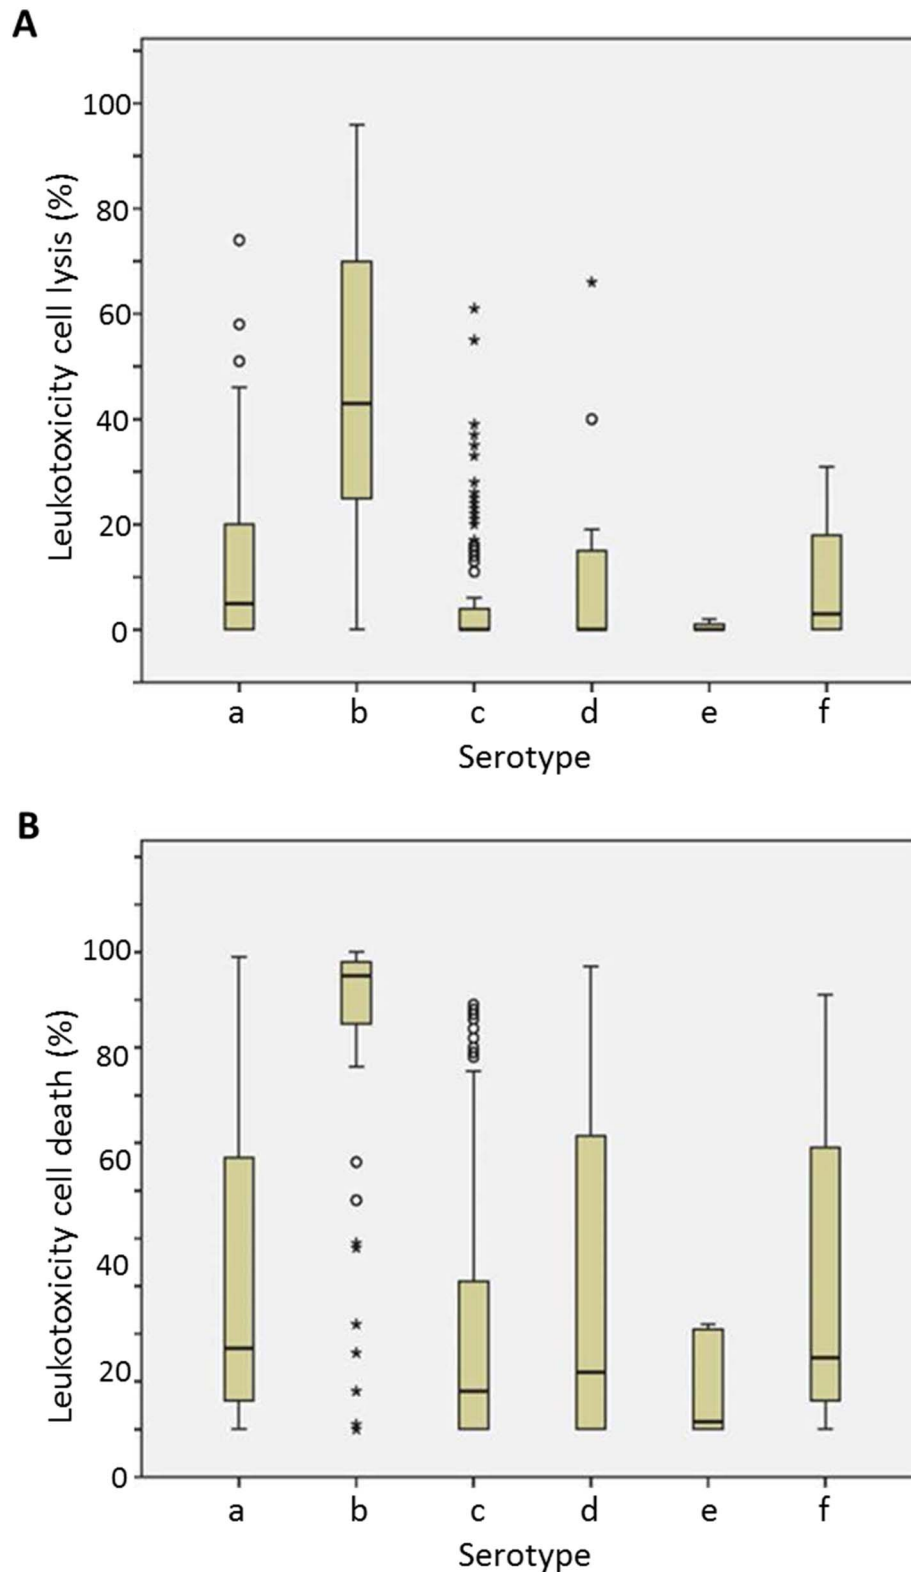 A
Leukotoxicity cell lysis (%)
100
80
60
40
20
0
a b c d e f
Serotype
B
Leukotoxicity cell death (%)
100
80
60
40
20
0
a b c d e f
Serotype